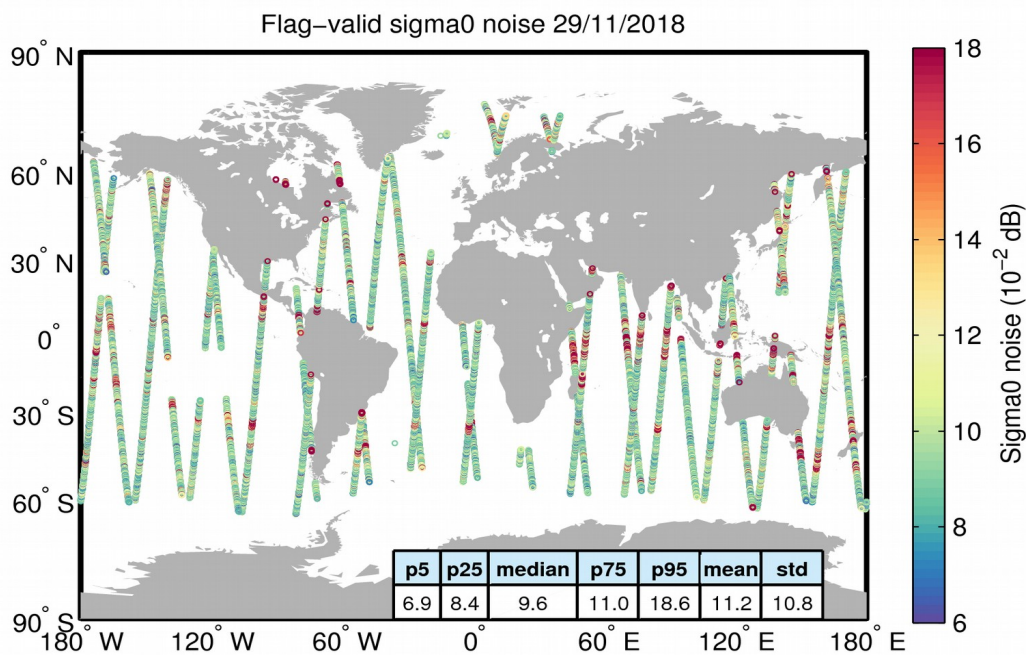 Flag−valid sigma0 noise 29/11/2018
90° N
60° N
30° N
0°
30° S
60° S
90° S
180° W
120° W
60° W
0°
60° E
120° E
180° E
p5 p25 median p75 p95 mean std
6.9 8.4 9.6 11.0 18.6 11.2 10.8
18
16
14
12
10
8
6
Sigma0 noise (10⁻² dB)